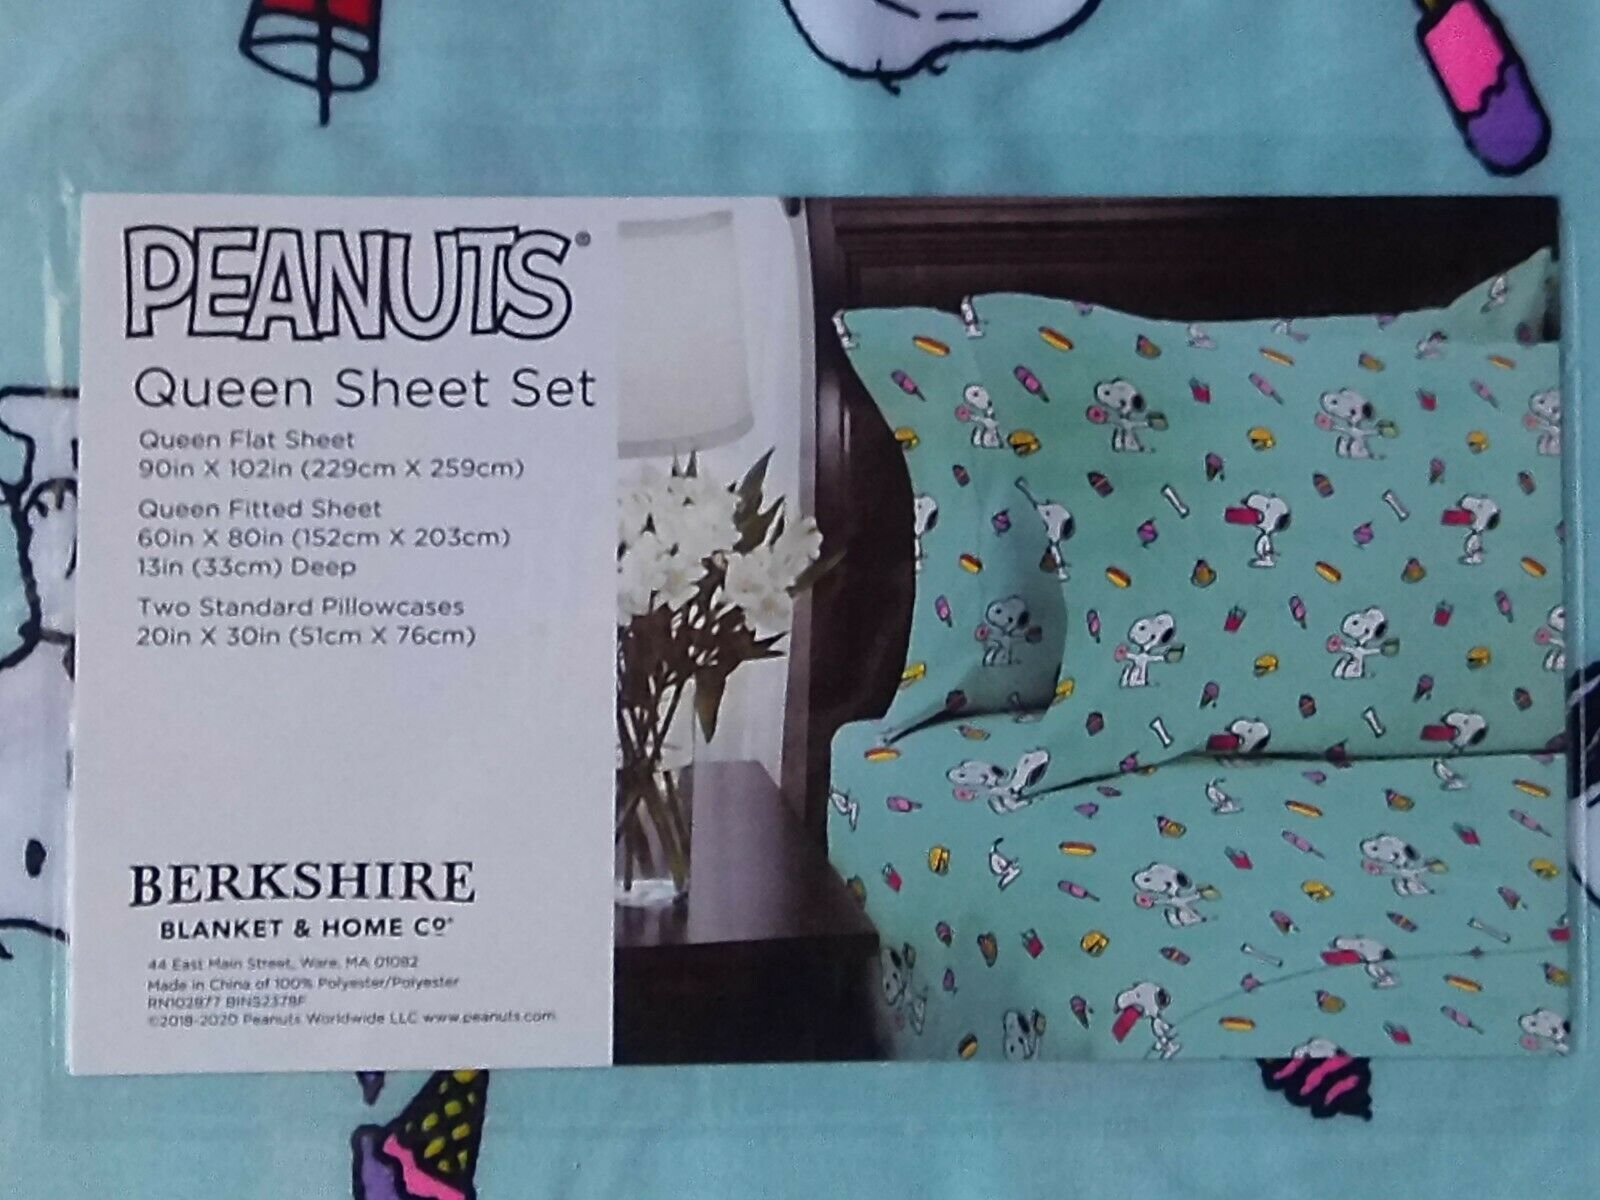 PEANUTS®
Queen Sheet Set
Queen Flat Sheet
90in X 102in (229cm X 259cm)
Queen Fitted Sheet
60in X 80in (152cm X 203cm)
13in (33cm) Deep
Two Standard Pillowcases
20in X 30in (51cm X 76cm)
BERKSHIRE
BLANKET & HOME Cº®
44 East Main Street, Ware, MA 01082
Made in China of 100% Polyester/Polyester
RN102877
©2018-2020 Peanuts Worldwide LLC www.peanuts.com